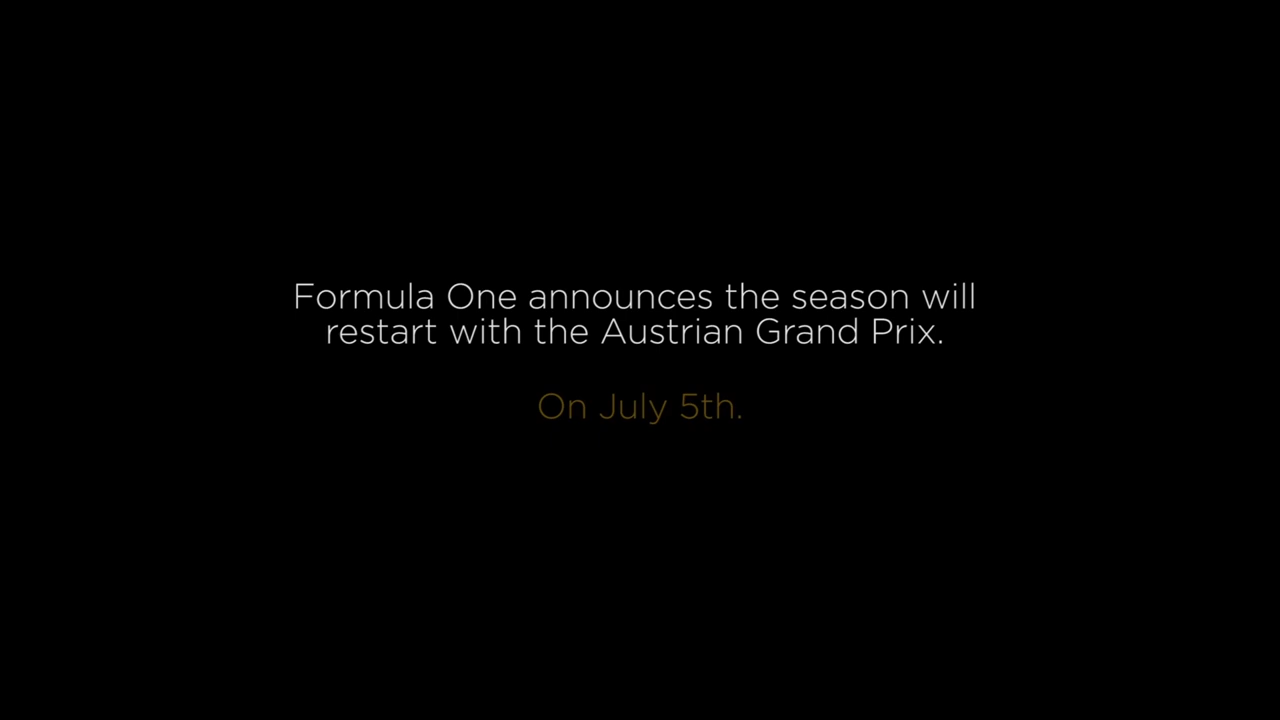 Formula One announces the season will
restart with the Austrian Grand Prix.
On July 5th.